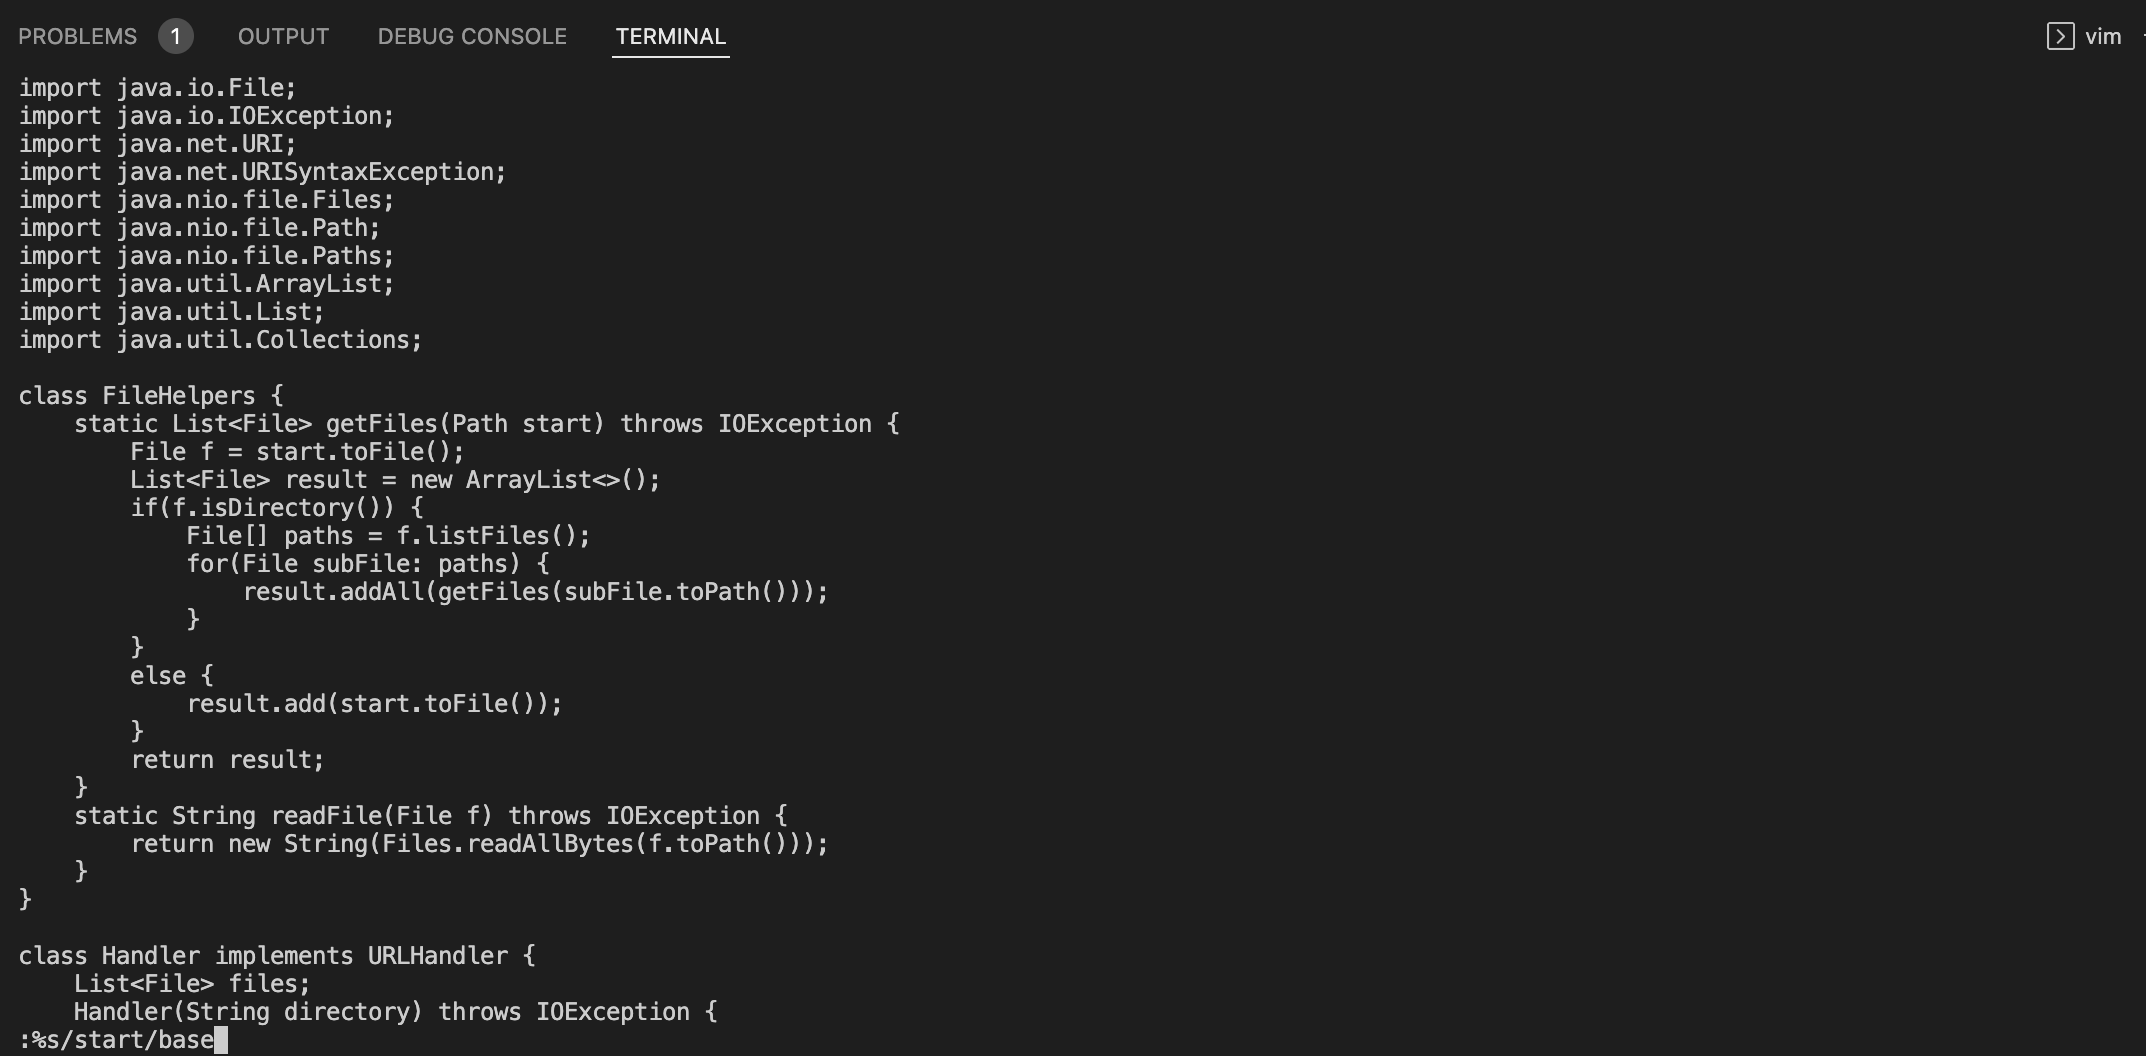 PROBLEMS 1 OUTPUT DEBUG CONSOLE TERMINAL vim
import java.io.File;
import java.io.IOException;
import java.net.URI;
import java.net.URISyntaxException;
import java.nio.file.Files;
import java.nio.file.Path;
import java.nio.file.Paths;
import java.util.ArrayList;
import java.util.List;
import java.util.Collections;

class FileHelpers {
    static List<File> getFiles(Path start) throws IOException {
        File f = start.toFile();
        List<File> result = new ArrayList<>();
        if(f.isDirectory()) {
            File[] paths = f.listFiles();
            for(File subFile: paths) {
                result.addAll(getFiles(subFile.toPath()));
            }
        }
        else {
            result.add(start.toFile());
        }
        return result;
    }
    static String readFile(File f) throws IOException {
        return new String(Files.readAllBytes(f.toPath()));
    }
}

class Handler implements URLHandler {
    List<File> files;
    Handler(String directory) throws IOException {
:%s/start/base